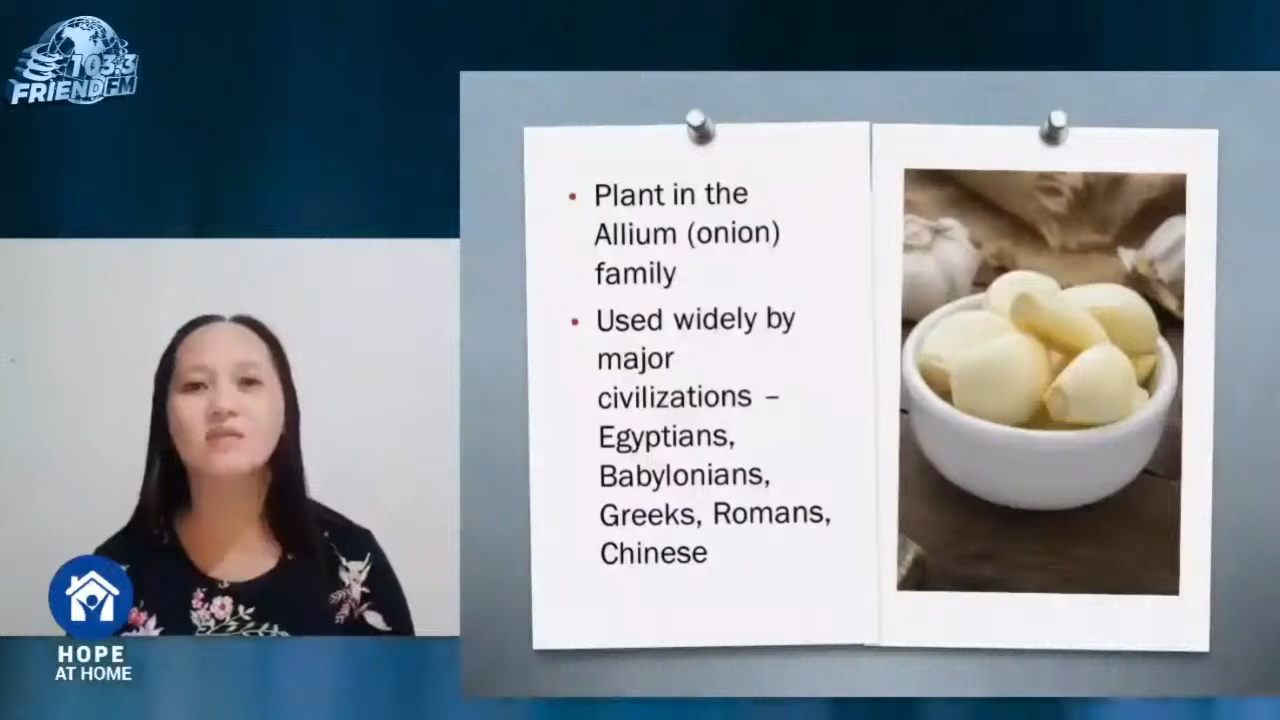 103.3
FRIEND FM
• Plant in the
Allium (onion)
family
• Used widely by
major
civilizations –
Egyptians,
Babylonians,
Greeks, Romans,
Chinese
HOPE
AT HOME